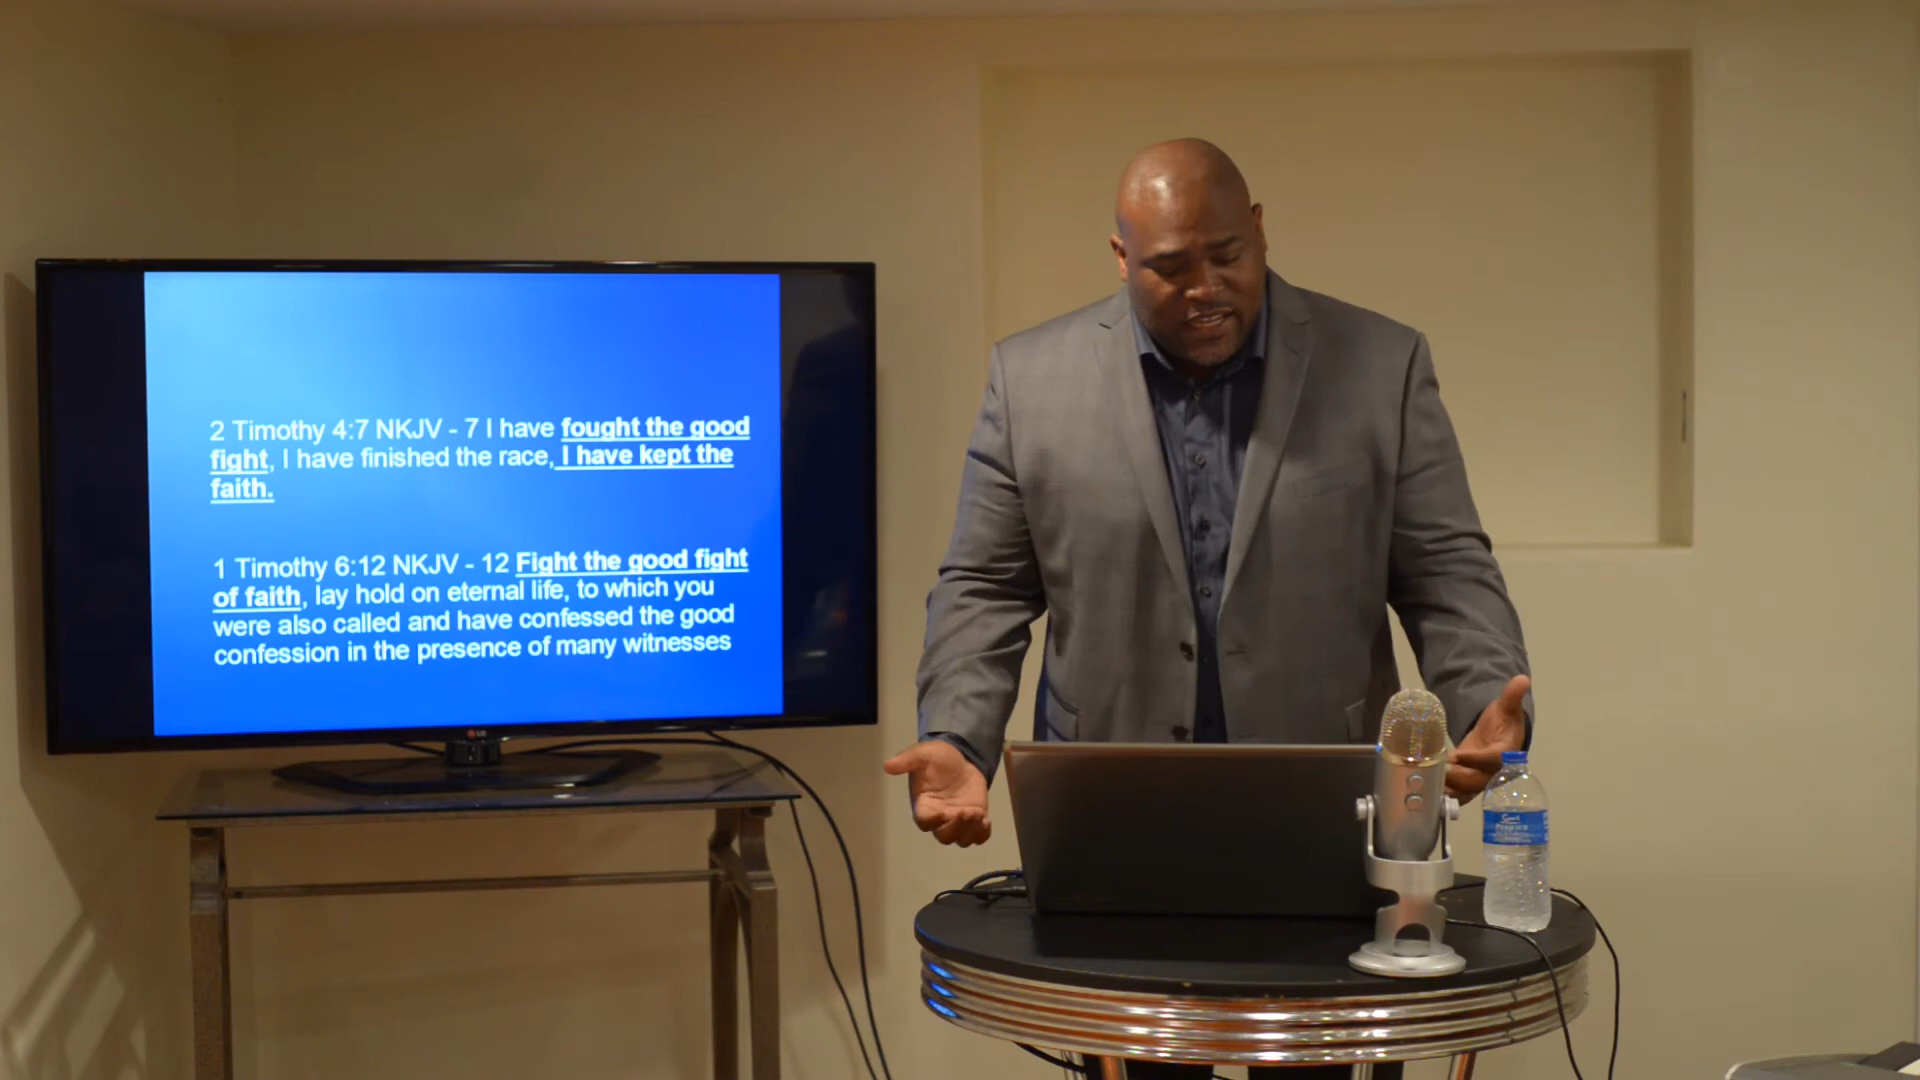 2 Timothy 4:7 NKJV - 7 I have fought the good
fight, I have finished the race, I have kept the
faith.
1 Timothy 6:12 NKJV - 12 Fight the good fight
of faith, lay hold on eternal life, to which you
were also called and have confessed the good
confession in the presence of many witnesses
LG